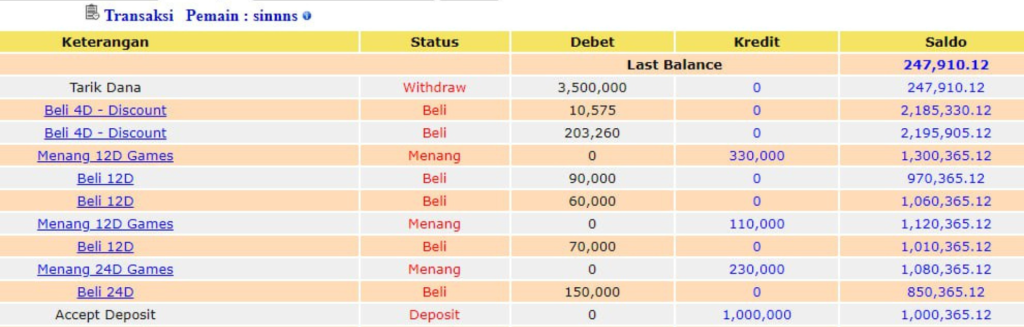 Transaksi Pemain : sinnns
Keterangan Status Debet Kredit Saldo
Last Balance 247,910.12
Tarik Dana Withdraw 3,500,000 0 247,910.12
Beli 4D - Discount Beli 10,575 0 2,185,330.12
Beli 4D - Discount Beli 203,260 0 2,195,905.12
Menang 12D Games Menang 0 330,000 1,300,365.12
Beli 12D Beli 90,000 0 970,365.12
Beli 12D Beli 60,000 0 1,060,365.12
Menang 12D Games Menang 0 110,000 1,120,365.12
Beli 12D Beli 70,000 0 1,010,365.12
Menang 24D Games Menang 0 230,000 1,080,365.12
Beli 24D Beli 150,000 0 850,365.12
Accept Deposit Deposit 0 1,000,000 1,000,365.12